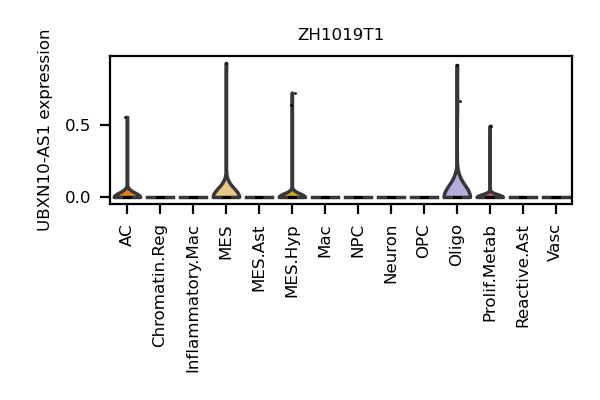 ZH1019T1
UBXN10-AS1 expression
0.5
0.0
AC
Chromatin.Reg
Inflammatory.Mac
MES
MES.Ast
MES.Hyp
Mac
NPC
Neuron
OPC
Oligo
Prolif.Metab
Reactive.Ast
Vasc